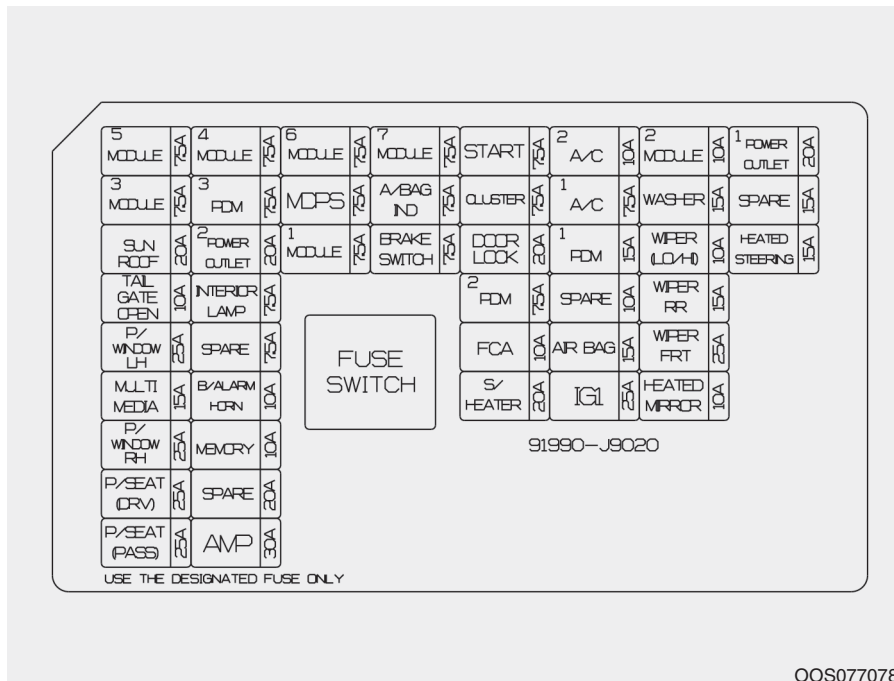 5 MODULE 7.5A 4 MODULE 7.5A 6 MODULE 7.5A 7 MODULE 7.5A START 7.5A 2 A/C 10A 2 MODULE 10A 1 POWER OUTLET 20A
3 MODULE 7.5A 3 PDM 7.5A MDPS 7.5A A/BAG IND 7.5A CLUSTER 7.5A 1 A/C 7.5A WASHER 15A SPARE 15A
SUN ROOF 20A 2 POWER OUTLET 20A 1 MODULE 7.5A BRAKE SWITCH 7.5A DOOR LOCK 20A 1 PDM 15A WIPER (LO/HI) 10A HEATED STEERING 15A
TAIL GATE OPEN 10A INTERIOR LAMP 7.5A 2 PDM 7.5A SPARE 10A WIPER RR 15A
P/WINDOW LH 25A SPARE 7.5A FUSE SWITCH FCA 10A AIR BAG 15A WIPER FRT 25A
MULTI MEDIA 15A B/ALARM HORN 10A S/HEATER 20A IG1 25A HEATED MIRROR 10A
P/WINDOW RH 25A MEMORY 10A 91990-J9020
P/SEAT (DRV) 25A SPARE 20A
P/SEAT (PASS) 25A AMP 30A
USE THE DESIGNATED FUSE ONLY
OOS077078